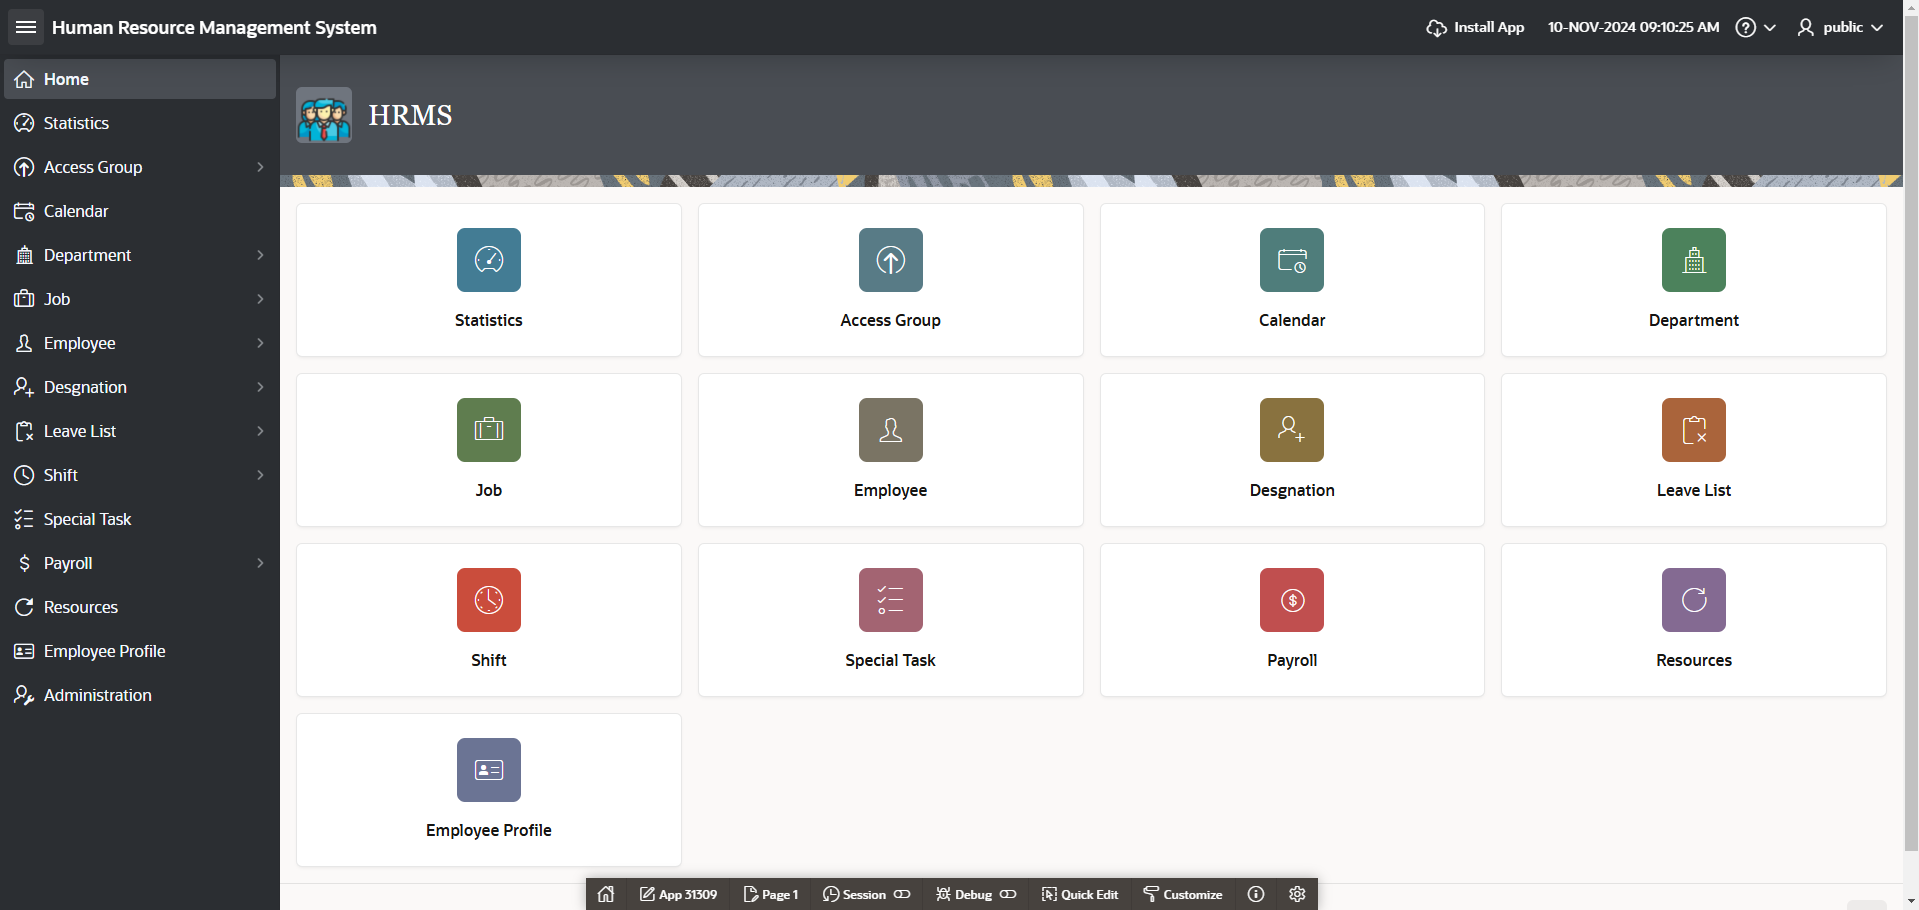 Human Resource Management System
Install App
10-NOV-2024 09:10:25 AM
public
Home
Statistics
Access Group
Calendar
Department
Job
Employee
Desgnation
Leave List
Shift
Special Task
Payroll
Resources
Employee Profile
Administration
HRMS
Statistics
Access Group
Calendar
Department
Job
Employee
Desgnation
Leave List
Shift
Special Task
Payroll
Resources
Employee Profile
App 31309
Page 1
Session
Debug
Quick Edit
Customize